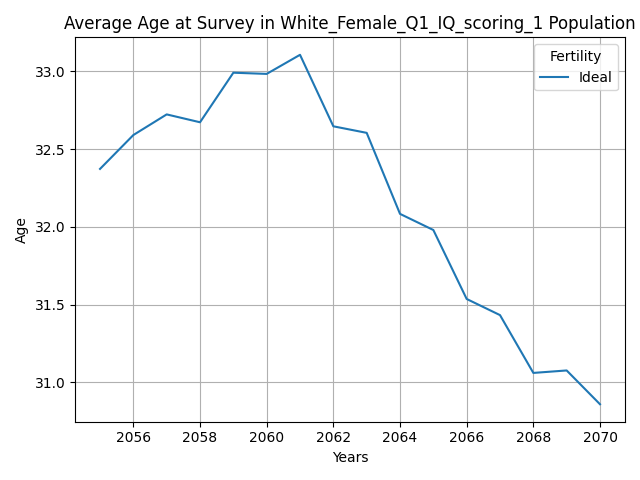 Average Age at Survey in White_Female_Q1_IQ_scoring_1 Population
Fertility
Ideal
33.0
32.5
32.0
31.5
31.0
Age
2056 2058 2060 2062 2064 2066 2068 2070
Years